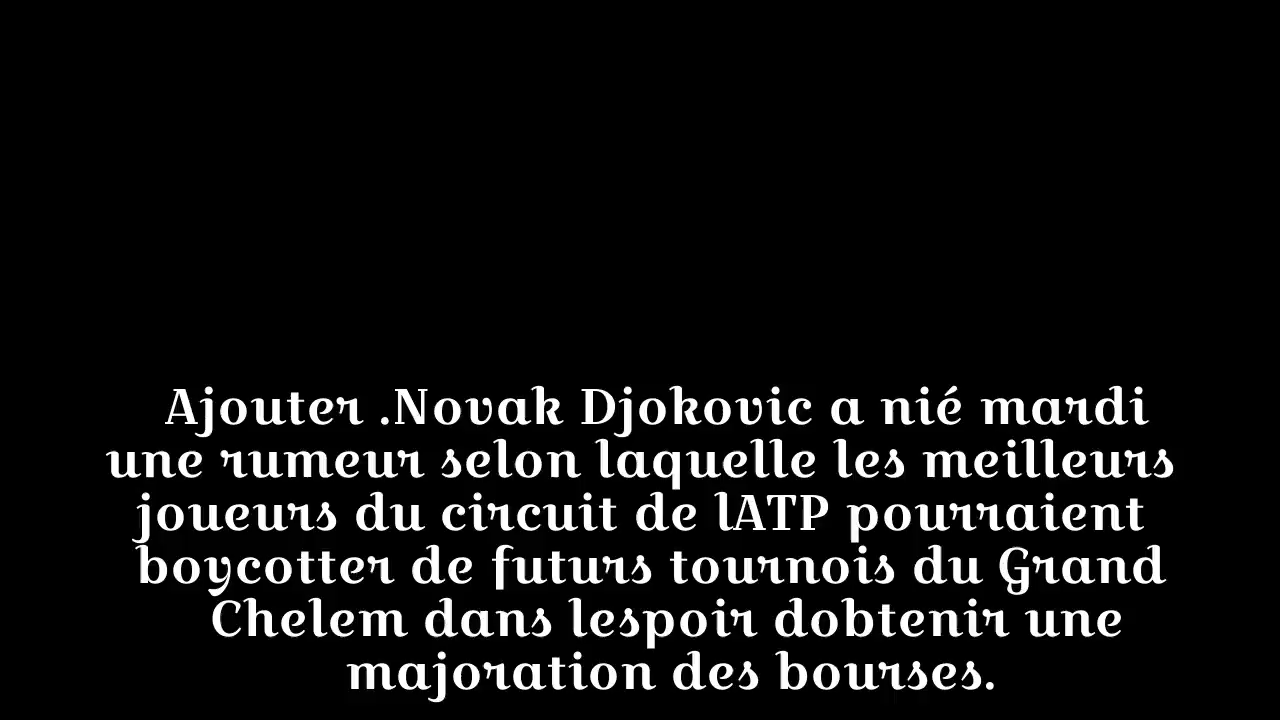 Ajouter .Novak Djokovic a nié mardi
une rumeur selon laquelle les meilleurs
joueurs du circuit de lATP pourraient
boycotter de futurs tournois du Grand
Chelem dans lespoir dobtenir une
majoration des bourses.